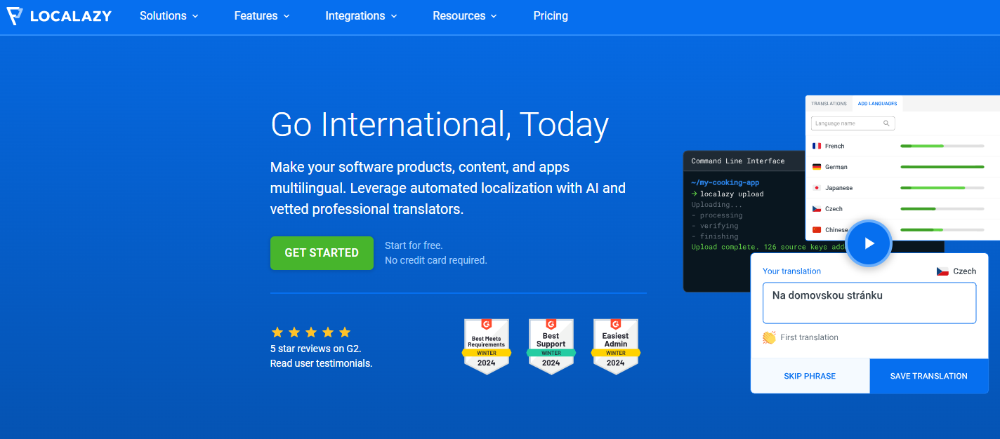 LOCALAZY
Solutions
Features
Integrations
Resources
Pricing
Go International, Today
Make your software products, content, and apps
multilingual. Leverage automated localization with AI and
vetted professional translators.
GET STARTED
Start for free.
No credit card required.
5 star reviews on G2.
Read user testimonials.
Best Meets
Requirements
WINTER
2024
Best
Support
WINTER
2024
Easiest
Admin
WINTER
2024
Command Line Interface
~/my-cooking-app
→ localazy upload
Uploading...
- processing
- verifying
- finishing
Upload complete. 126 source keys
TRANSLATIONS
ADD LANGUAGES
Language name
French
German
Japanese
Czech
Chinese
Your translation
Czech
Na domovskou stránku
First translation
SKIP PHRASE
SAVE TRANSLATION